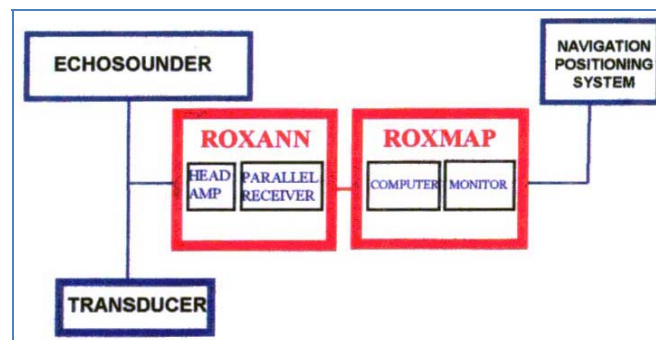 ECHOSOUNDER
NAVIGATION
POSITIONING
SYSTEM
ROXANN
HEAD
AMP
PARALLEL
RECEIVER
ROXMAP
COMPUTER
MONITOR
TRANSDUCER